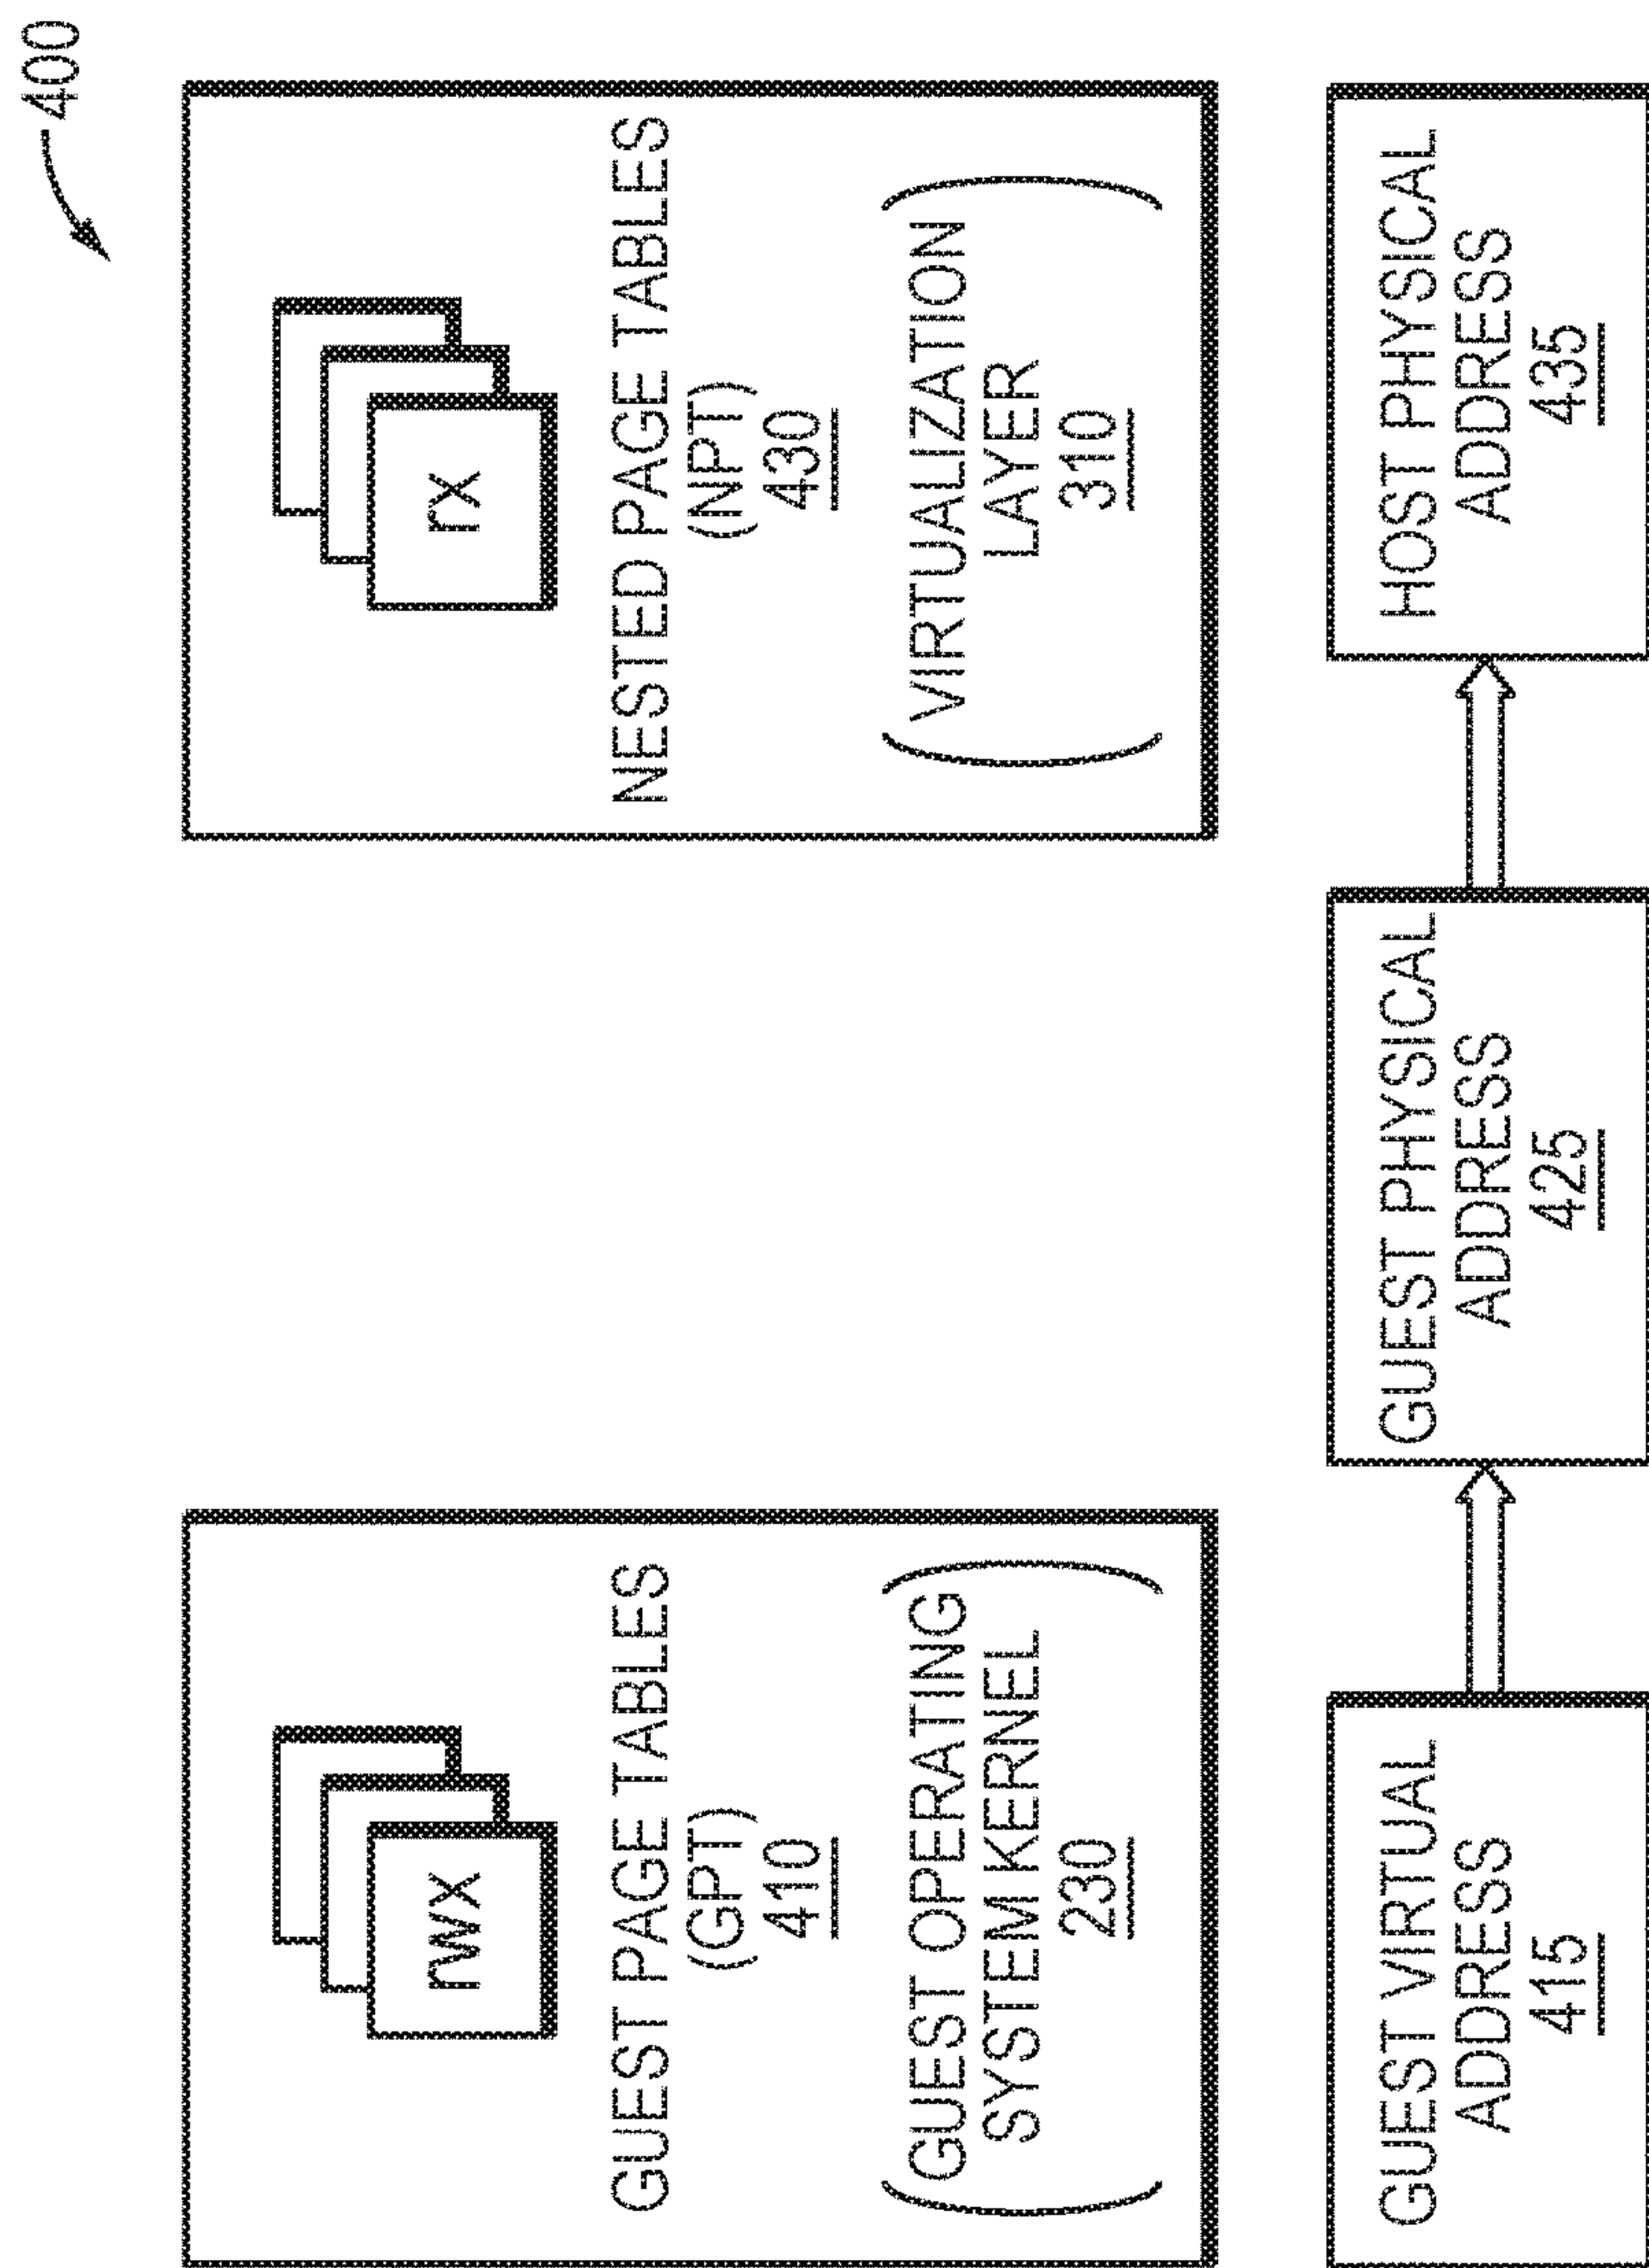 400
rwx
GUEST PAGE TABLES
(GPT)
410
(GUEST OPERATING
SYSTEM KERNEL
230)
rx
NESTED PAGE TABLES
(NPT)
430
(VIRTUALIZATION
LAYER
310)
GUEST VIRTUAL
ADDRESS
415
GUEST PHYSICAL
ADDRESS
425
HOST PHYSICAL
ADDRESS
435